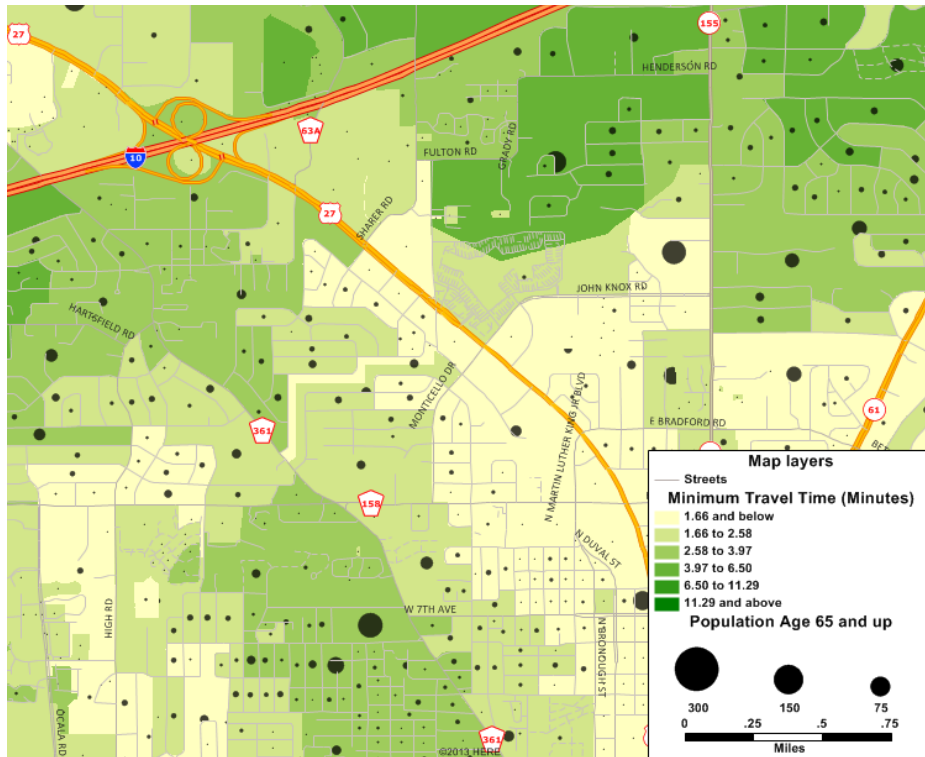 27
155
HENDERSON RD
63A
10
FULTON RD
GRADY RD
27
SHARER RD
JOHN KNOX RD
HARTSFIELD RD
MONTICELLO DR
N MARTIN LUTHER KING JR BLVD
61
361
E BRADFORD RD
BET
158
N DUVAL ST
W 7TH AVE
HIGH RD
N BRONOUGH ST
OCALA RD
361
©2013 HERE
Map layers
Streets
Minimum Travel Time (Minutes)
1.66 and below
1.66 to 2.58
2.58 to 3.97
3.97 to 6.50
6.50 to 11.29
11.29 and above
Population Age 65 and up
300 150 75
0 .25 .5 .75
Miles